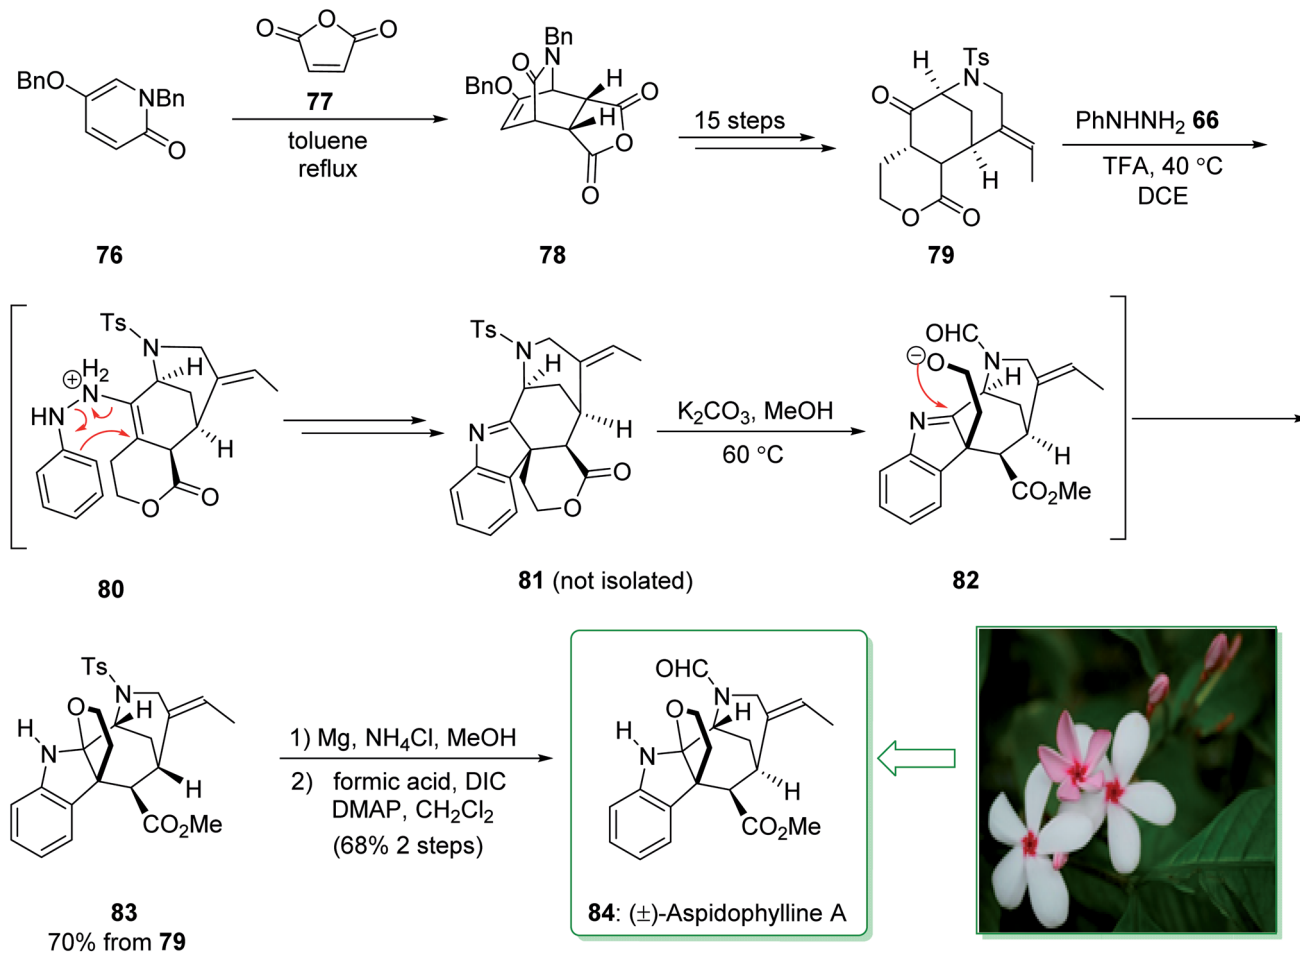 O
O
O
77
BnO
NBn
O
76
toluene
reflux
NBn
O
BnO
H
H
O
O
O
78
15 steps
H
Ts
N
O
H
O
O
79
PhNHNH2 66
TFA, 40 °C
DCE
Ts
N
H
H2
⊕
N
HN
H
O
O
80
Ts
N
H
N
H
O
O
81 (not isolated)
K2CO3, MeOH
60 °C
OHC
⊖
O
N
H
N
H
CO2Me
82
Ts
N
O
H
H
N
H
CO2Me
83
70% from 79
1) Mg, NH4Cl, MeOH
2) formic acid, DIC
DMAP, CH2Cl2
(68% 2 steps)
OHC
N
O
H
H
N
H
CO2Me
84: (±)-Aspidophylline A